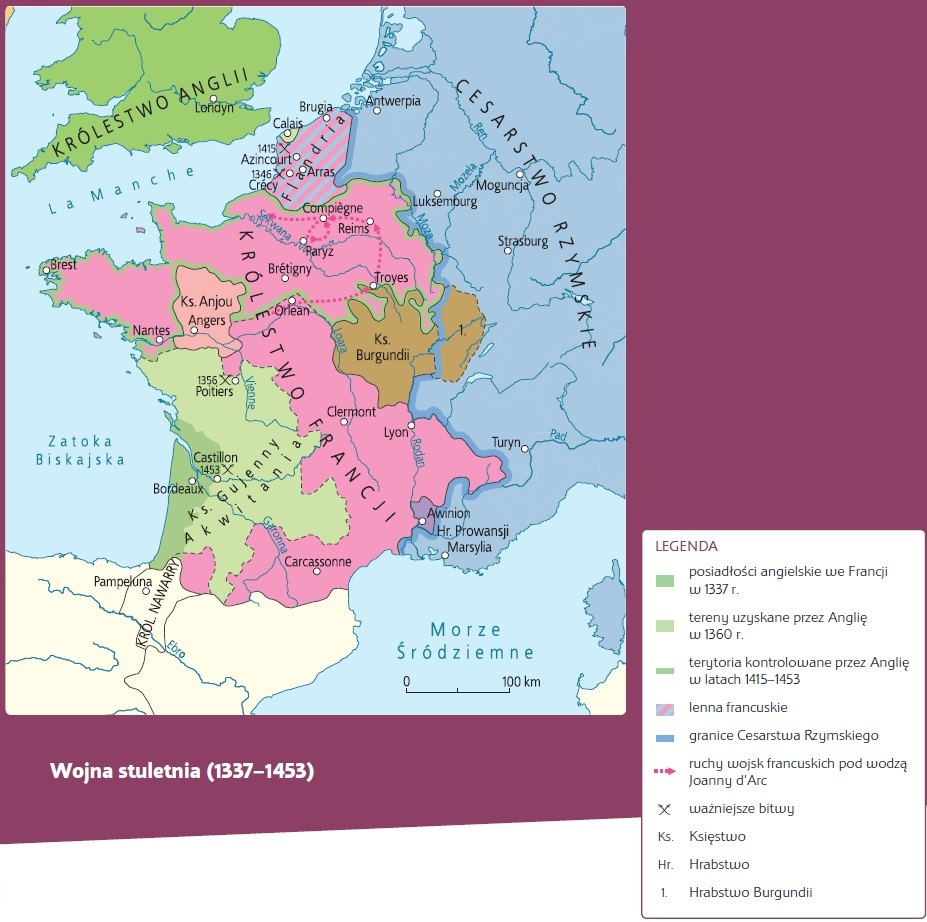 KRÓLESTWO ANGLII
Londyn
La Manche
Brugia
Antwerpia
Calais
1415
Azincourt
1346
Crécy
Arras
Flandria
CESARSTWO RZYMSKIE
Ren
Mozela
Moguncja
Luksemburg
Moza
Strasburg
Compiègne
Reims
Sekwana
Paryż
Brétigny
Troyes
Orlean
Brest
Ks. Anjou
Angers
Nantes
KRÓLESTWO FRANCJI
Ks.
Burgundii
1.
Loara
1356
Poitiers
Vienne
Clermont
Lyon
Rodan
Turyn
Pad
Zatoka
Biskajska
Castillon
1453
Bordeaux
Ks. Gujenny
Akwitania
Garonna
Awinion
Hr. Prowansji
Marsylia
Carcassonne
Pampeluna
KRÓL. NAWARRY
Ebro
Morze
Śródziemne
0 100 km
Wojna stuletnia (1337–1453)
LEGENDA
posiadłości angielskie we Francji
w 1337 r.
tereny uzyskane przez Anglię
w 1360 r.
terytoria kontrolowane przez Anglię
w latach 1415–1453
lenna francuskie
granice Cesarstwa Rzymskiego
ruchy wojsk francuskich pod wodzą
Joanny d'Arc
ważniejsze bitwy
Ks. Księstwo
Hr. Hrabstwo
1. Hrabstwo Burgundii